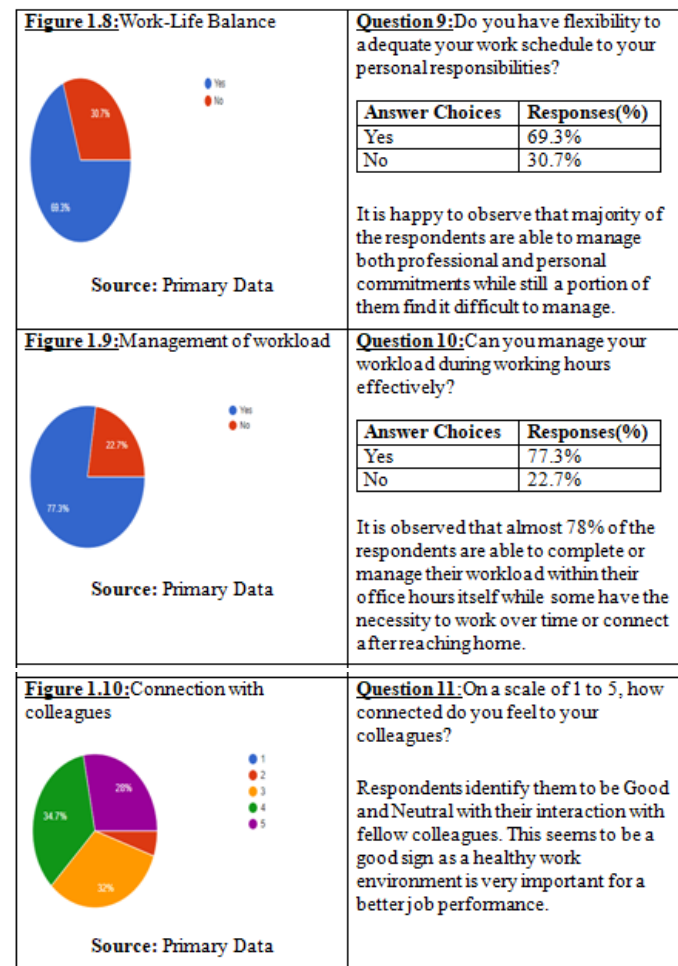 Figure 1.8:Work-Life Balance
Yes
No
30.7%
69.3%
Source: Primary Data
Question 9:Do you have flexibility to
adequate your work schedule to your
personal responsibilities?
Answer Choices Responses(%)
Yes 69.3%
No 30.7%
It is happy to observe that majority of
the respondents are able to manage
both professional and personal
commitments while still a portion of
them find it difficult to manage.
Figure 1.9:Management of workload
Yes
No
22.7%
77.3%
Source: Primary Data
Question 10:Can you manage your
workload during working hours
effectively?
Answer Choices Responses(%)
Yes 77.3%
No 22.7%
It is observed that almost 78% of the
respondents are able to complete or
manage their workload within their
office hours itself while some have the
necessity to work over time or connect
after reaching home.
Figure 1.10:Connection with
colleagues
1
2
3
4
5
28%
34.7%
32%
Source: Primary Data
Question 11:On a scale of 1 to 5, how
connected do you feel to your
colleagues?
Respondents identify them to be Good
and Neutral with their interaction with
fellow colleagues. This seems to be a
good sign as a healthy work
environment is very important for a
better job performance.